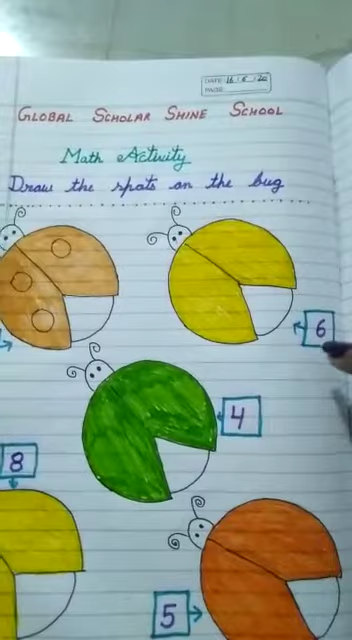 DATE: 16/6/20
PAGE:
GLOBAL SCHOLAR SHINE SCHOOL
Math Activity
Draw the spots on the bug
6
4
8
5